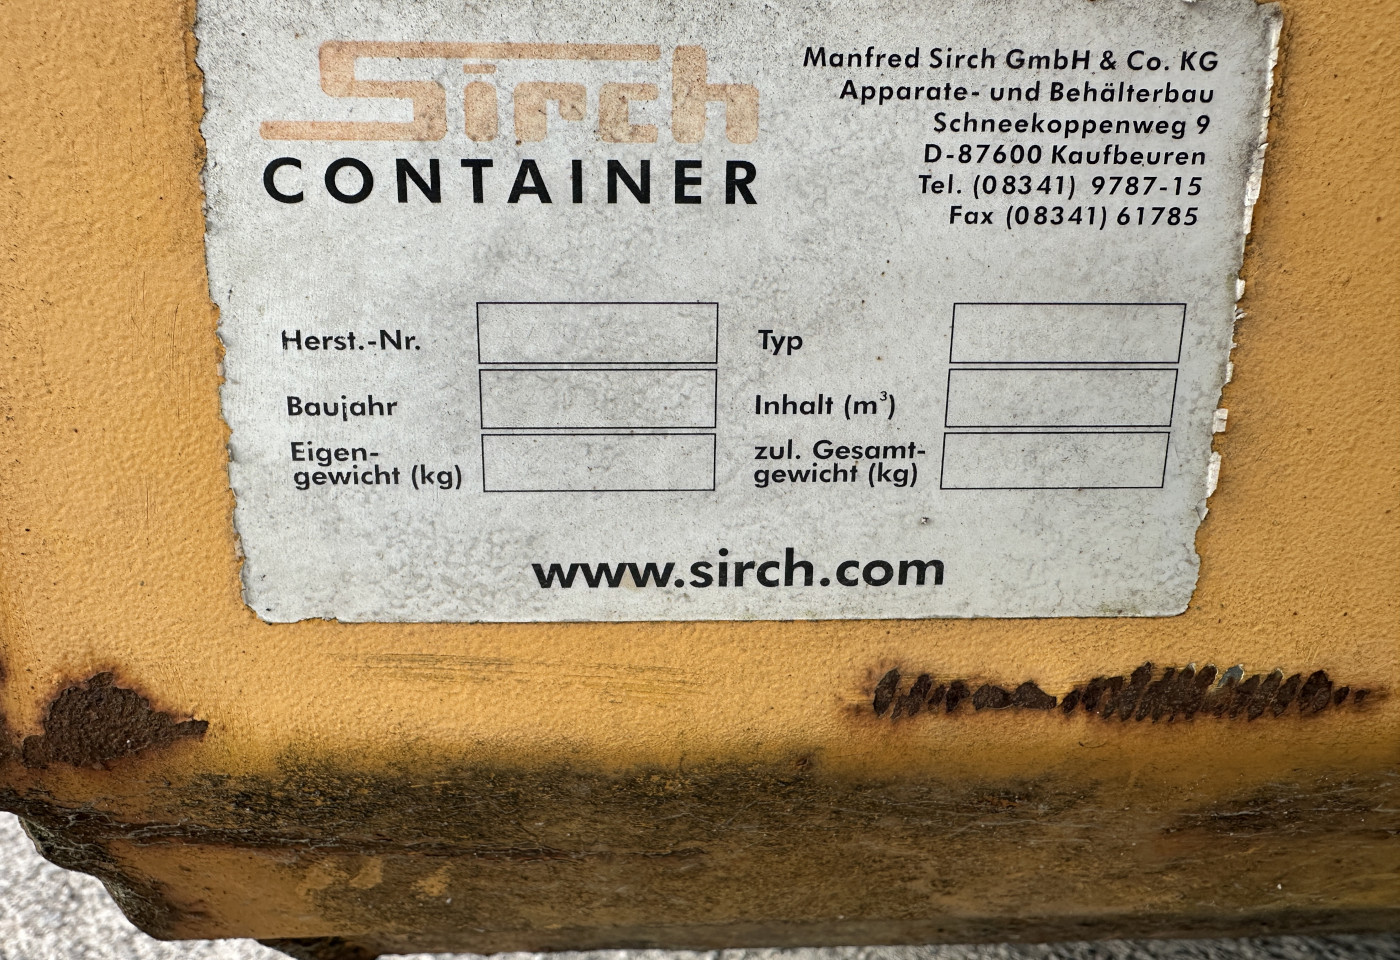 Sirch
CONTAINER
Manfred Sirch GmbH & Co. KG
Apparate- und Behälterbau
Schneekoppenweg 9
D-87600 Kaufbeuren
Tel. (08341) 9787-15
Fax (08341) 61785
Herst.-Nr.
Typ
Baujahr
Inhalt (m³)
Eigen-
gewicht (kg)
zul. Gesamt-
gewicht (kg)
www.sirch.com